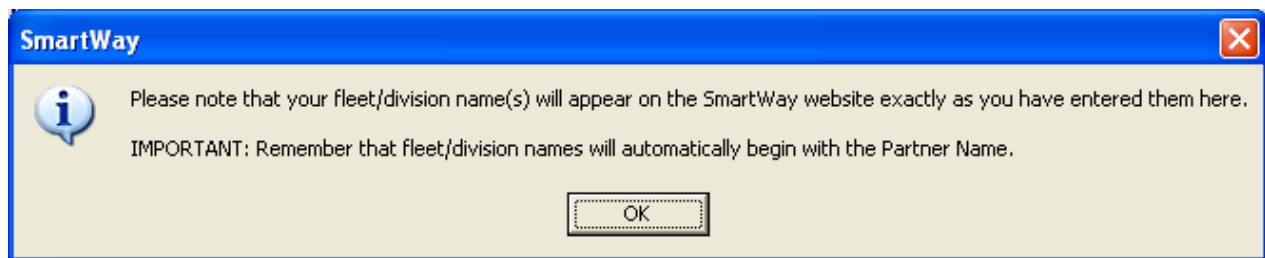 SmartWay
Please note that your fleet/division name(s) will appear on the SmartWay website exactly as you have entered them here.
IMPORTANT: Remember that fleet/division names will automatically begin with the Partner Name.
OK